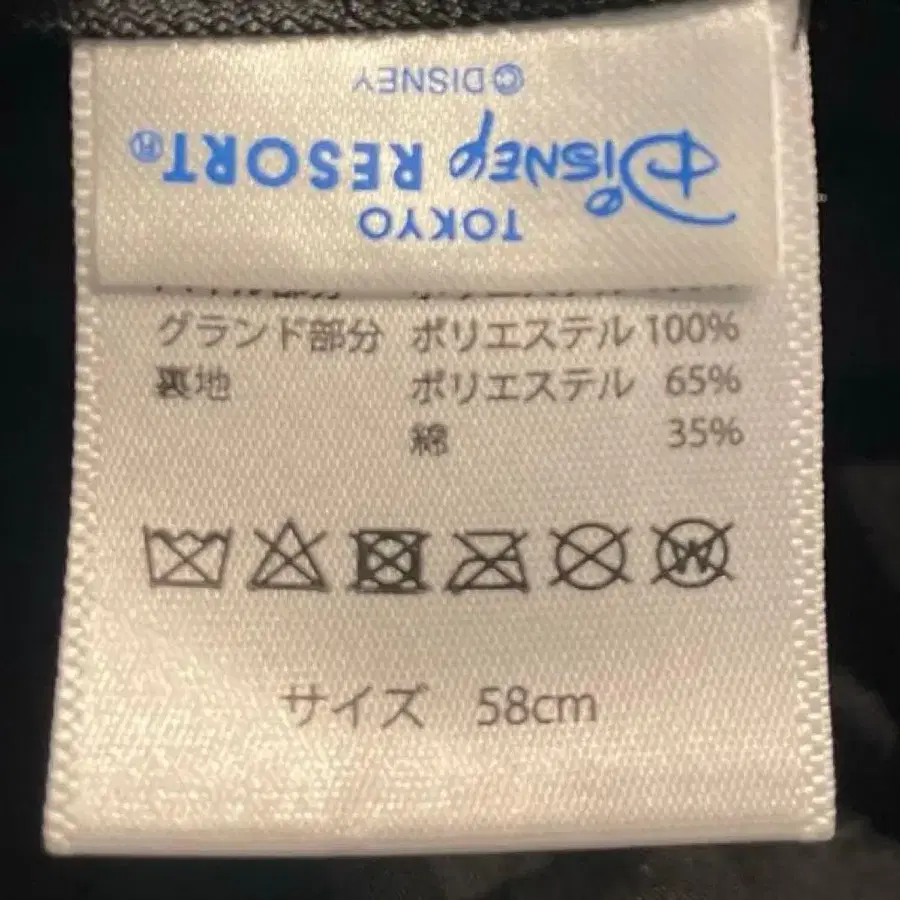 ©DISNEY
DISNEY RESORT®
TOKYO
グランド部分 ポリエステル 100%
裏地 ポリエステル 65%
綿 35%
W
サイズ 58cm